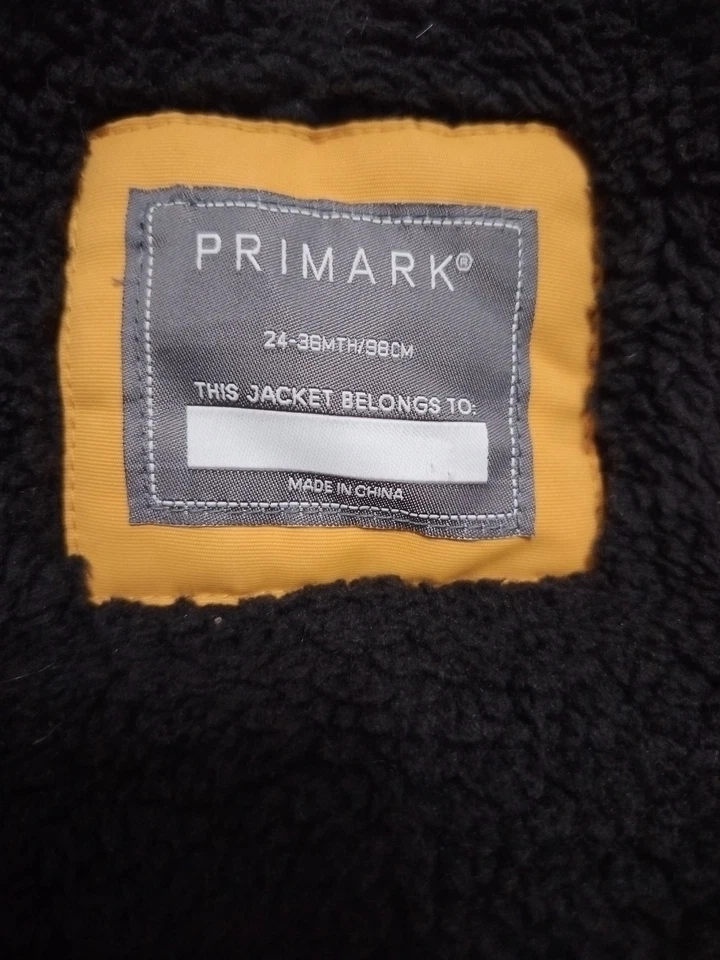 PRIMARK®
24-36MTH/98CM
THIS JACKET BELONGS TO:
MADE IN CHINA